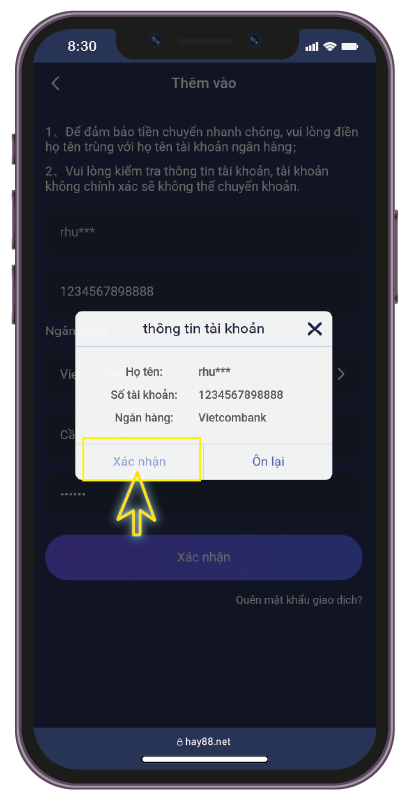 8:30
Thêm vào
1、Để đảm bảo tiền chuyển nhanh chóng, vui lòng điền
họ tên trùng với họ tên tài khoản ngân hàng；
2、Vui lòng kiểm tra thông tin tài khoản, tài khoản
không chính xác sẽ không thể chuyển khoản.
rhu***
1234567898888
thông tin tài khoản
Họ tên: rhu***
Số tài khoản: 1234567898888
Ngân hàng: Vietcombank
Xác nhận Ôn lại
••••••
Xác nhận
Quên mật khẩu giao dịch?
hay88.net